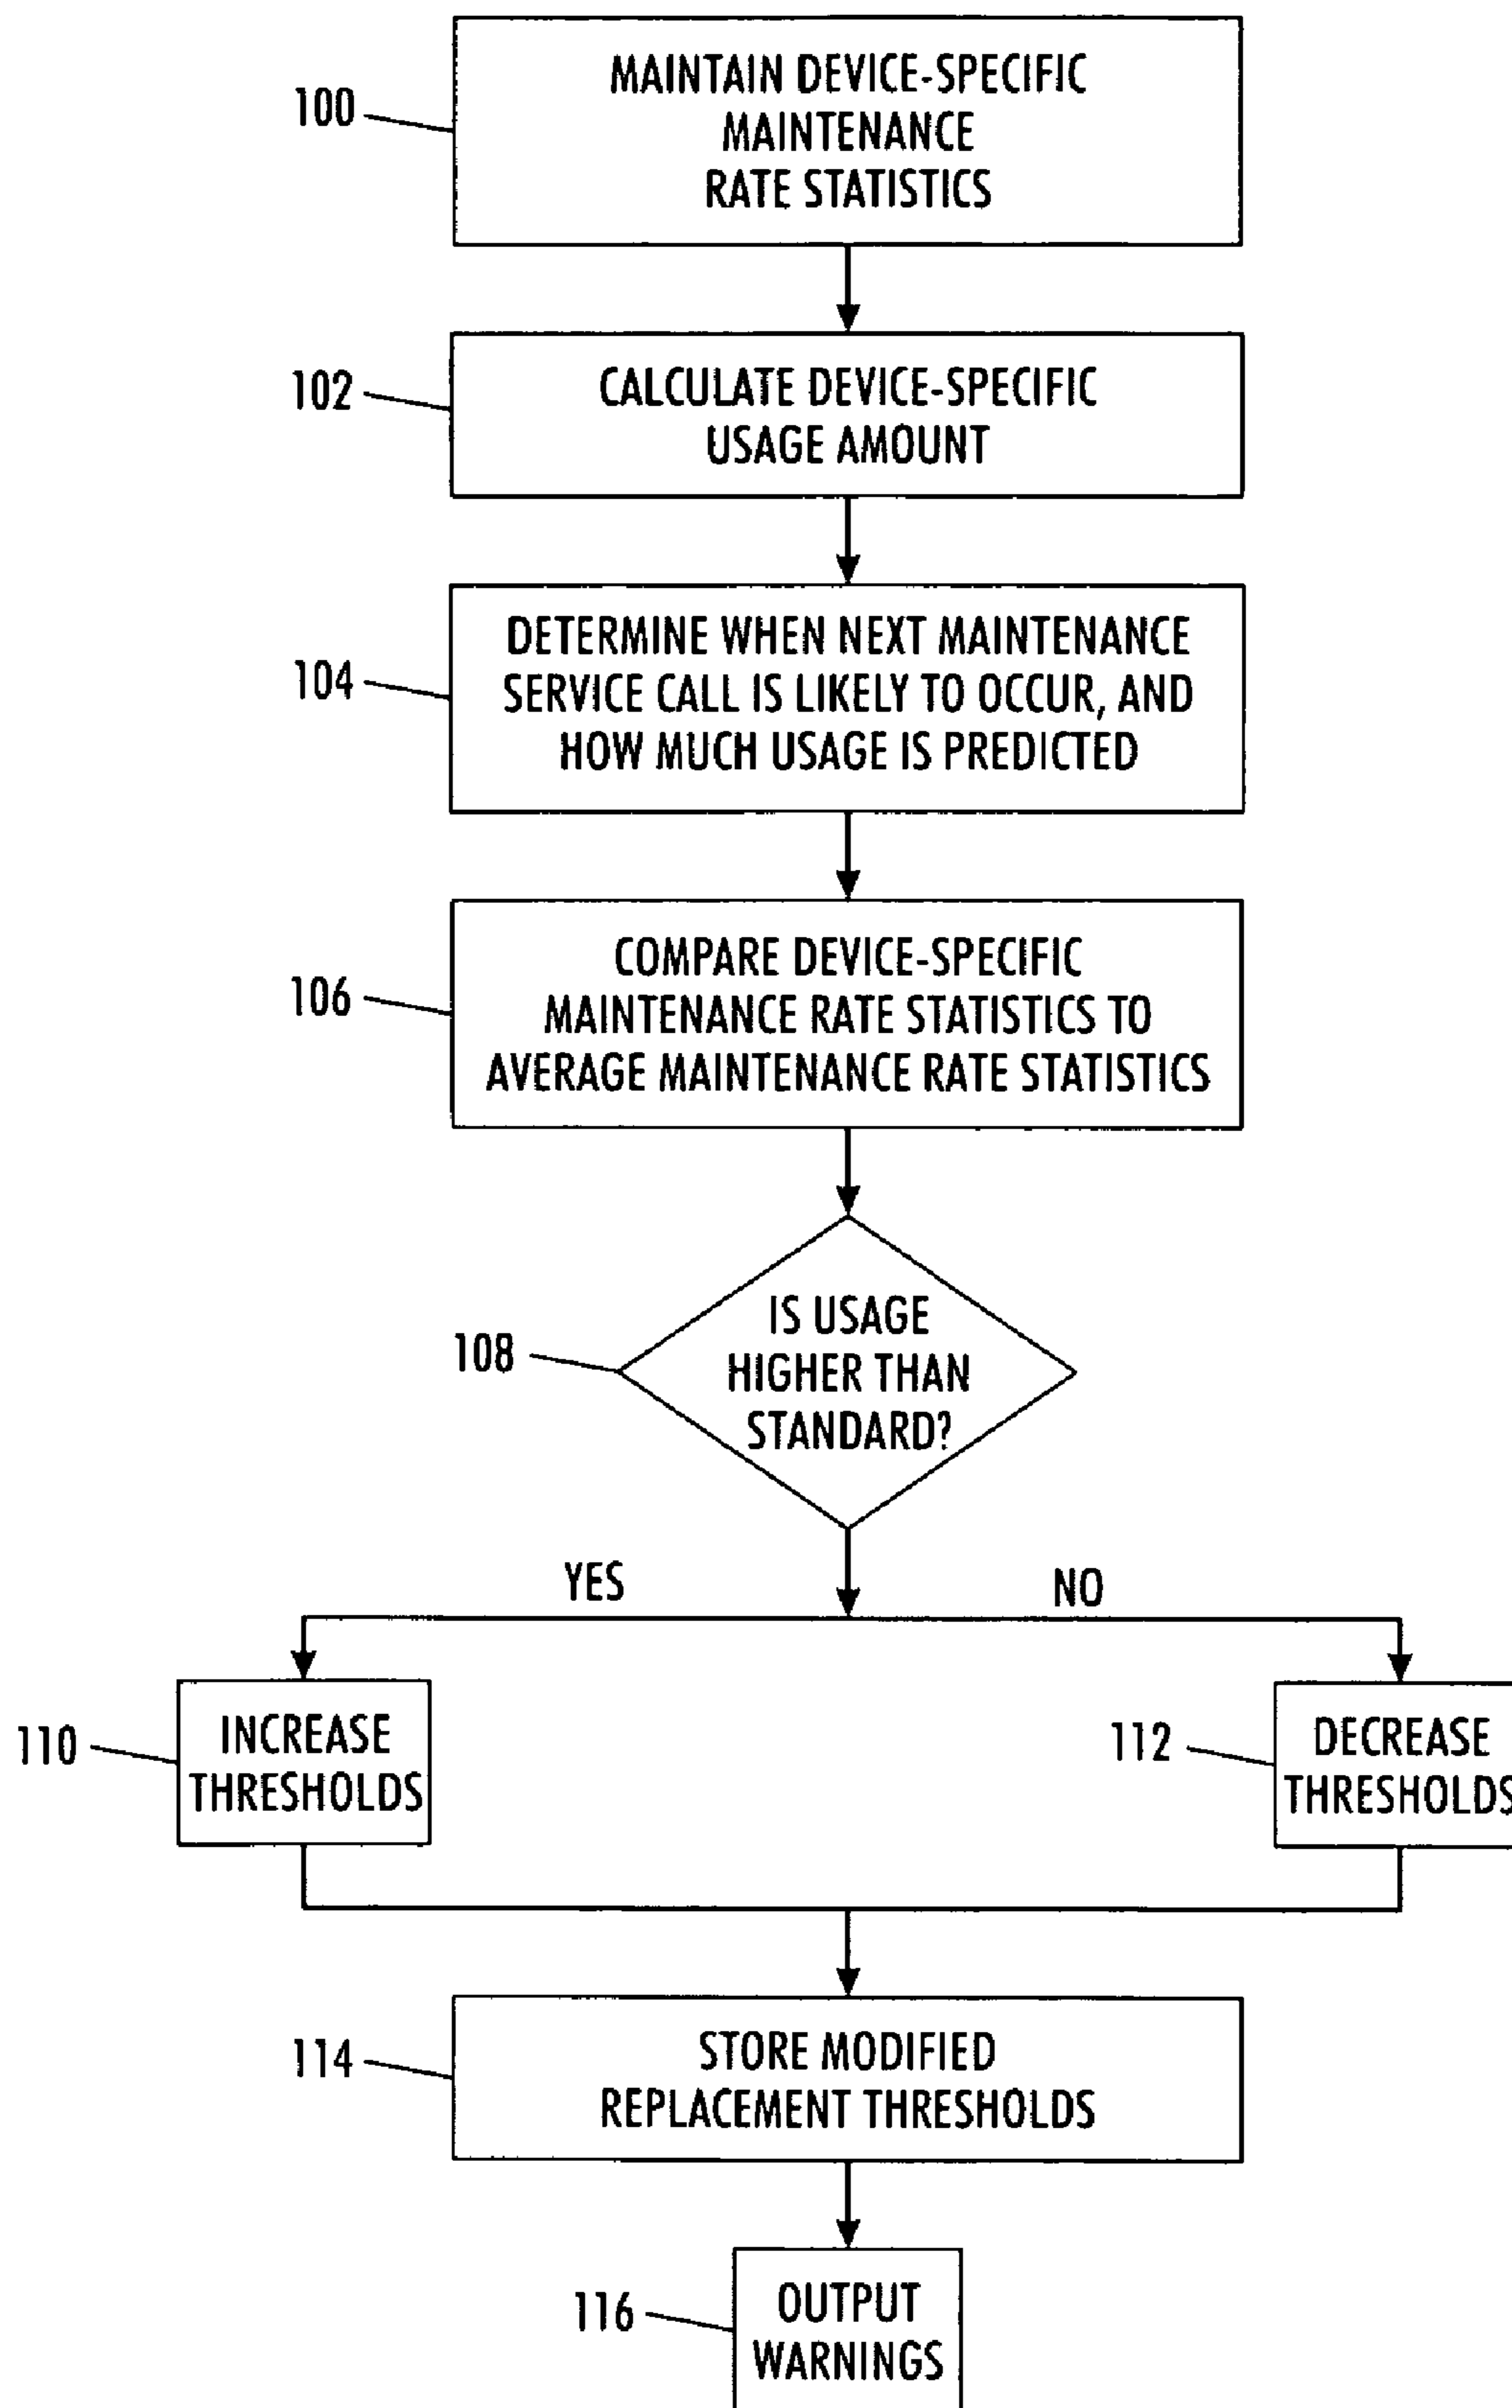 100
MAINTAIN DEVICE-SPECIFIC
MAINTENANCE
RATE STATISTICS
102
CALCULATE DEVICE-SPECIFIC
USAGE AMOUNT
104
DETERMINE WHEN NEXT MAINTENANCE
SERVICE CALL IS LIKELY TO OCCUR, AND
HOW MUCH USAGE IS PREDICTED
106
COMPARE DEVICE-SPECIFIC
MAINTENANCE RATE STATISTICS TO
AVERAGE MAINTENANCE RATE STATISTICS
108
IS USAGE
HIGHER THAN
STANDARD?
YES
NO
110
INCREASE
THRESHOLDS
112
DECREASE
THRESHOLDS
114
STORE MODIFIED
REPLACEMENT THRESHOLDS
116
OUTPUT
WARNINGS